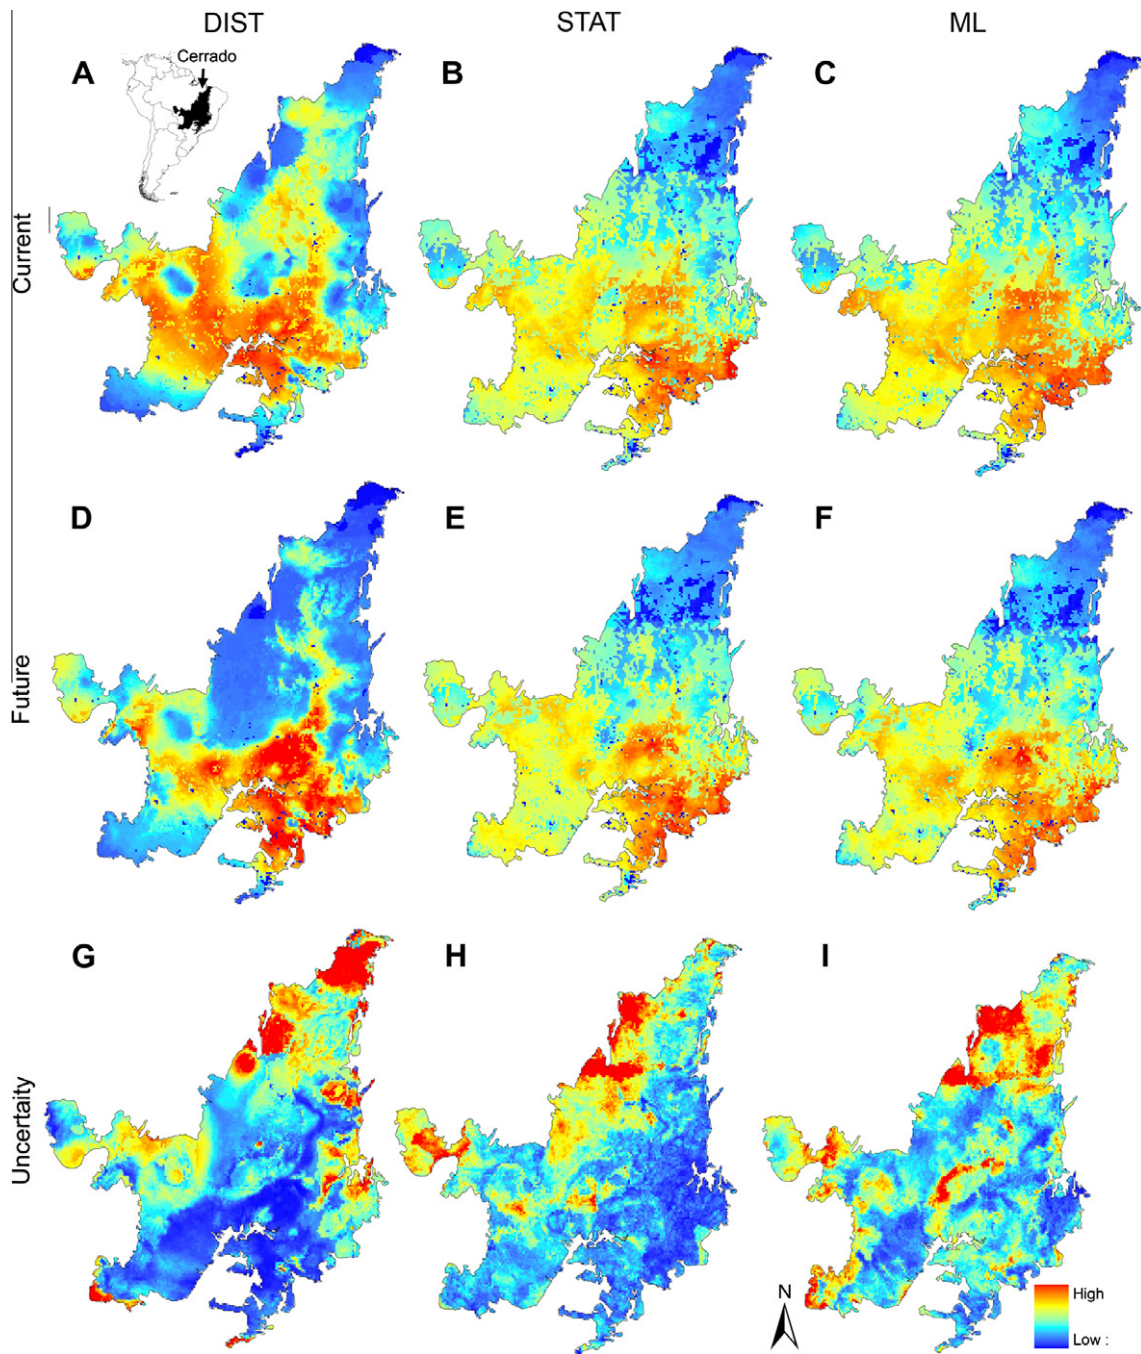 DIST STAT ML
Cerrado
A B C
Current
D E F
Future
G H I
Uncertaity
N
High
Low :